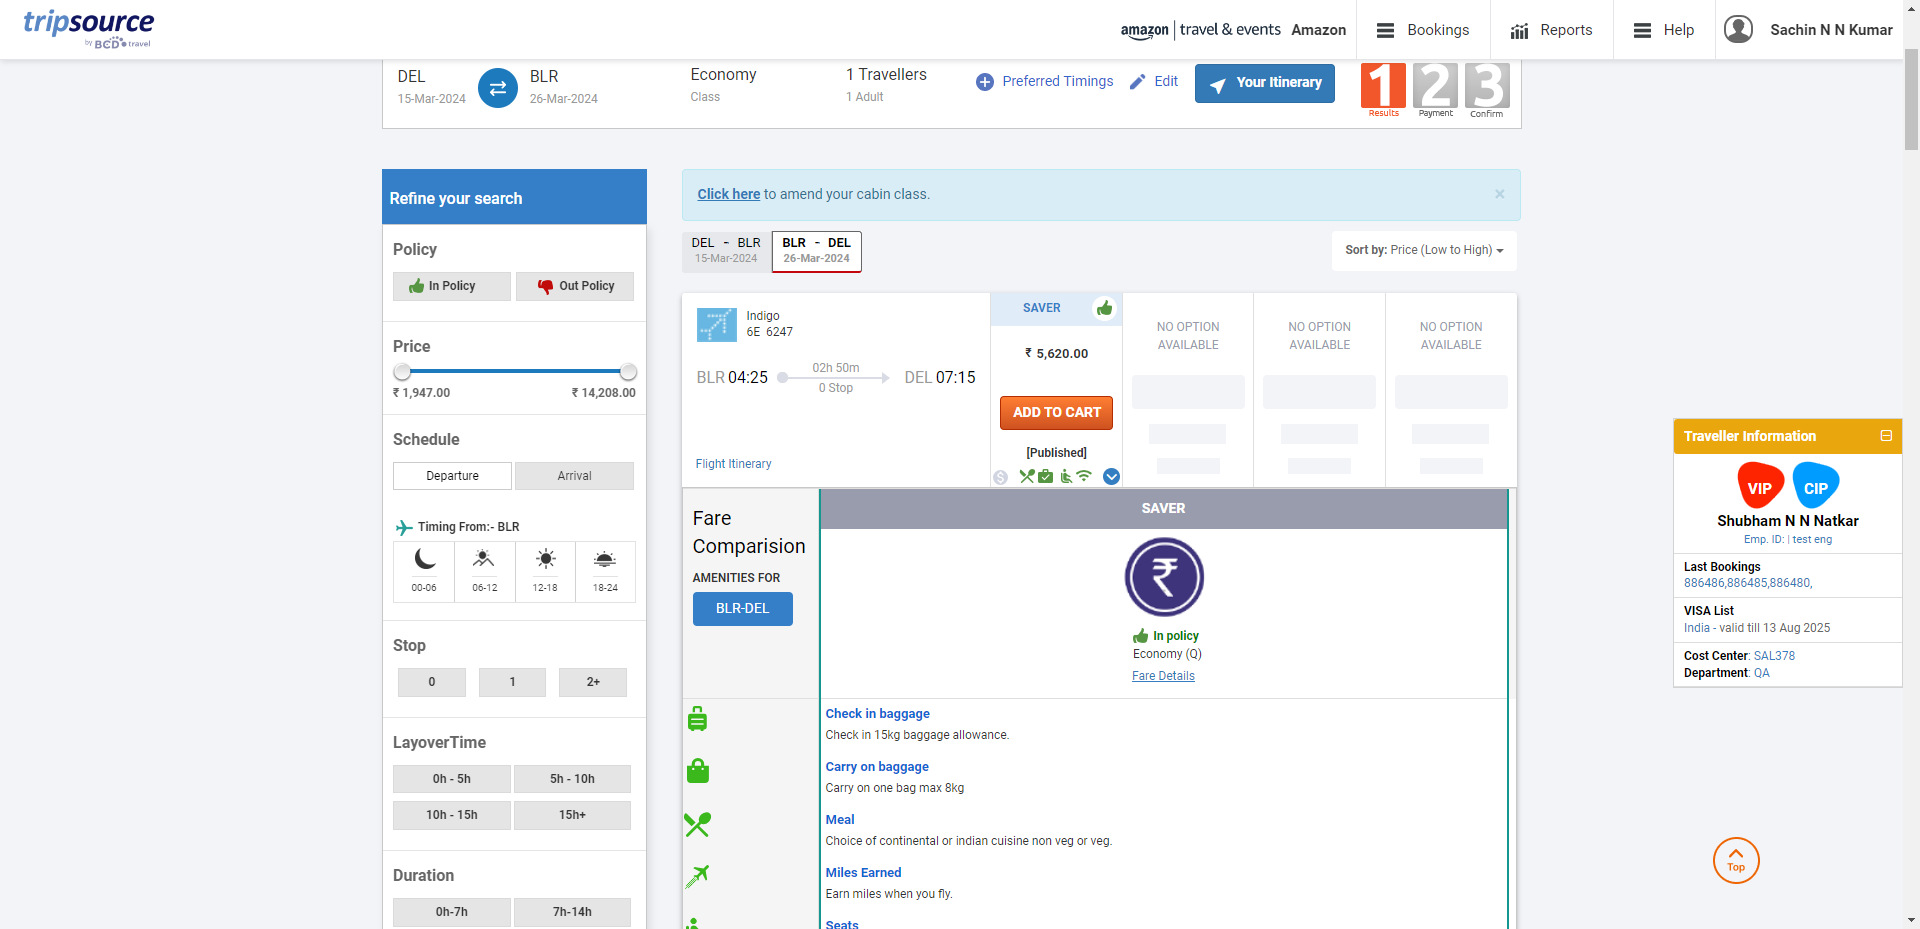 tripsource
by BCD travel
amazon | travel & events Amazon
Bookings
Reports
Help
Sachin N N Kumar
DEL
15-Mar-2024
BLR
26-Mar-2024
Economy
Class
1 Travellers
1 Adult
Preferred Timings
Edit
Your Itinerary
1
Results
2
Payment
3
Confirm
Refine your search
Policy
In Policy
Out Policy
Price
₹ 1,947.00
₹ 14,208.00
Schedule
Departure
Arrival
Timing From:- BLR
00-06
06-12
12-18
18-24
Stop
0
1
2+
LayoverTime
0h - 5h
5h - 10h
10h - 15h
15h+
Duration
0h-7h
7h-14h
Click here to amend your cabin class.
×
DEL - BLR
15-Mar-2024
BLR - DEL
26-Mar-2024
Sort by: Price (Low to High)
Indigo
6E 6247
BLR 04:25
02h 50m
0 Stop
DEL 07:15
Flight Itinerary
SAVER
₹ 5,620.00
ADD TO CART
[Published]
NO OPTION
AVAILABLE
NO OPTION
AVAILABLE
NO OPTION
AVAILABLE
Fare
Comparision
AMENITIES FOR
BLR-DEL
SAVER
₹
In policy
Economy (Q)
Fare Details
Check in baggage
Check in 15kg baggage allowance.
Carry on baggage
Carry on one bag max 8kg
Meal
Choice of continental or indian cuisine non veg or veg.
Miles Earned
Earn miles when you fly.
Seats
Traveller Information
VIP
CIP
Shubham N N Natkar
Emp. ID: | test eng
Last Bookings
886486,886485,886480,
VISA List
India - valid till 13 Aug 2025
Cost Center: SAL378
Department: QA
Top